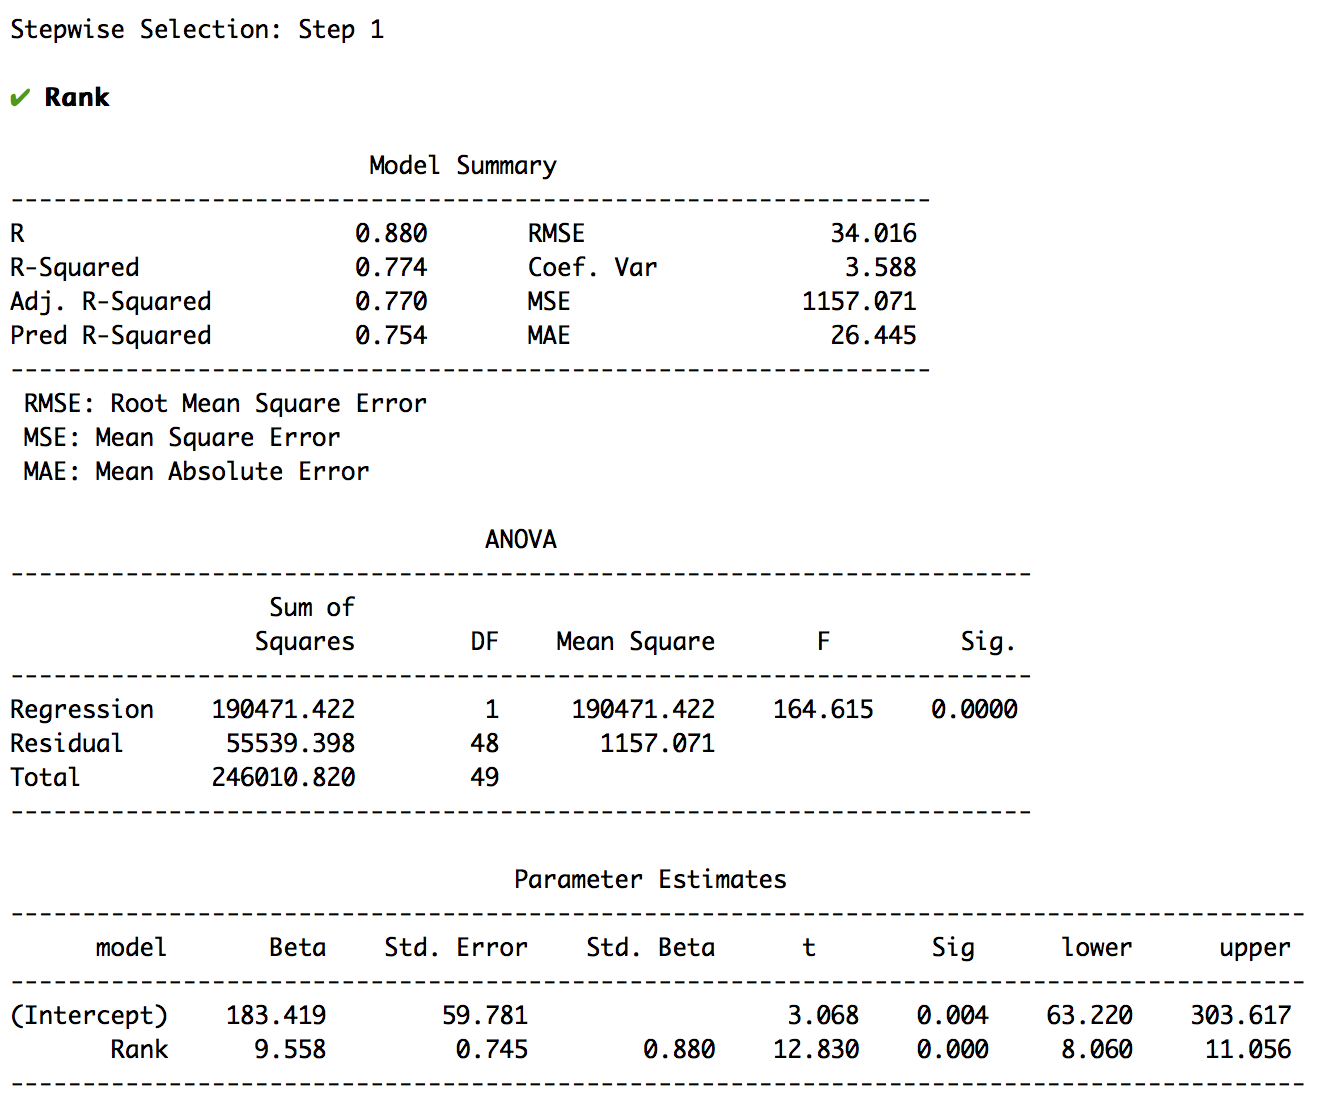 Stepwise Selection: Step 1
✔ Rank
Model Summary
-----------------------------------------------------------------
R                       0.880       RMSE                 34.016
R-Squared               0.774       Coef. Var             3.588
Adj. R-Squared          0.770       MSE                1157.071
Pred R-Squared          0.754       MAE                  26.445
-----------------------------------------------------------------
RMSE: Root Mean Square Error
MSE: Mean Square Error
MAE: Mean Absolute Error
ANOVA
------------------------------------------------------------------------
Sum of
Squares        DF    Mean Square       F         Sig.
------------------------------------------------------------------------
Regression    190471.422         1     190471.422    164.615    0.0000
Residual       55539.398        48       1157.071
Total         246010.820        49
------------------------------------------------------------------------
Parameter Estimates
-------------------------------------------------------------------------------------------
model       Beta    Std. Error    Std. Beta      t        Sig      lower      upper
-------------------------------------------------------------------------------------------
(Intercept)    183.419        59.781                  3.068    0.004    63.220    303.617
Rank      9.558         0.745        0.880    12.830    0.000     8.060     11.056
-------------------------------------------------------------------------------------------